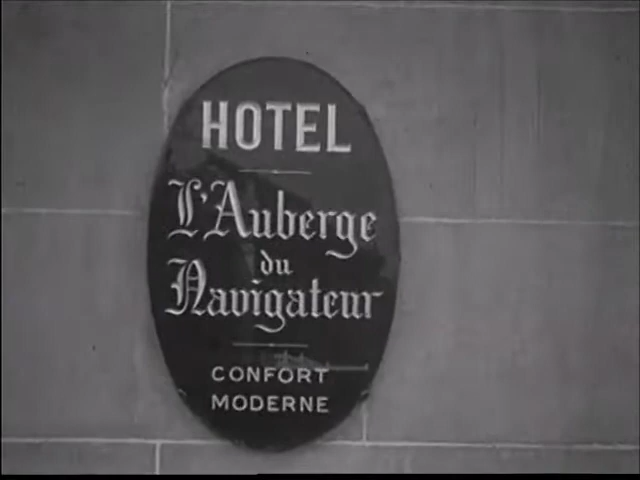 HOTEL
L'Auberge
du
Navigateur
CONFORT
MODERNE